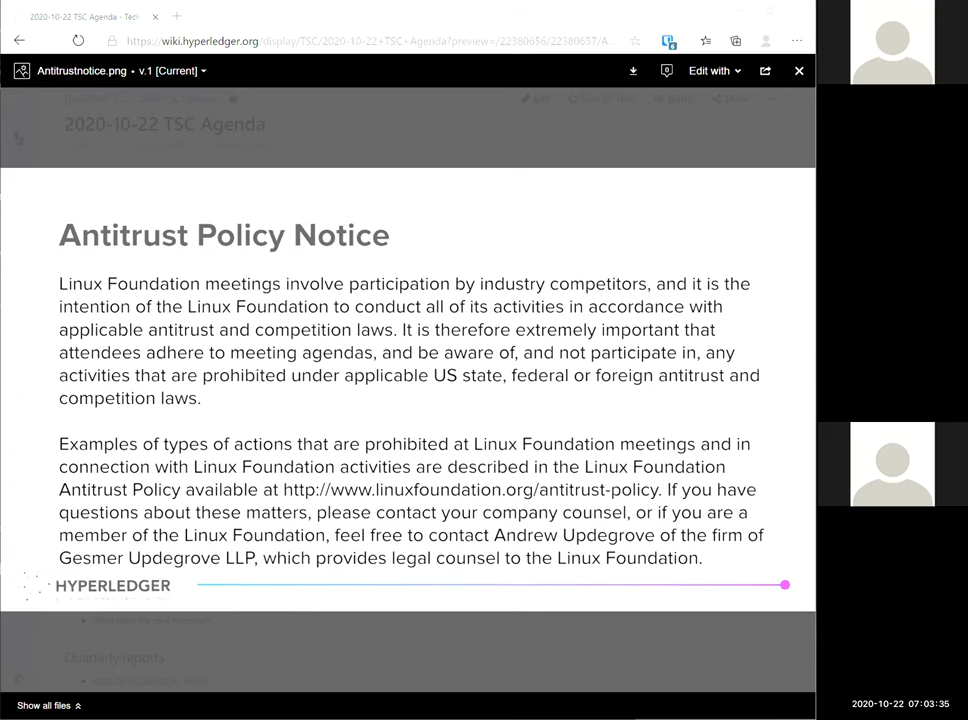 2020-10-22 TSC Agenda - Tech
https://wiki.hyperledger.org/display/TSC/2020-10-22+TSC+Agenda?preview=/22380656/22380657/A...
Antitrustnotice.png • v.1 [Current]
0
Edit with
2020-10-22 TSC Agenda
Antitrust Policy Notice
Linux Foundation meetings involve participation by industry competitors, and it is the
intention of the Linux Foundation to conduct all of its activities in accordance with
applicable antitrust and competition laws. It is therefore extremely important that
attendees adhere to meeting agendas, and be aware of, and not participate in, any
activities that are prohibited under applicable US state, federal or foreign antitrust and
competition laws.
Examples of types of actions that are prohibited at Linux Foundation meetings and in
connection with Linux Foundation activities are described in the Linux Foundation
Antitrust Policy available at http://www.linuxfoundation.org/antitrust-policy. If you have
questions about these matters, please contact your company counsel, or if you are a
member of the Linux Foundation, feel free to contact Andrew Updegrove of the firm of
Gesmer Updegrove LLP, which provides legal counsel to the Linux Foundation.
HYPERLEDGER
Quarterly reports
Show all files
2020-10-22 07:03:35